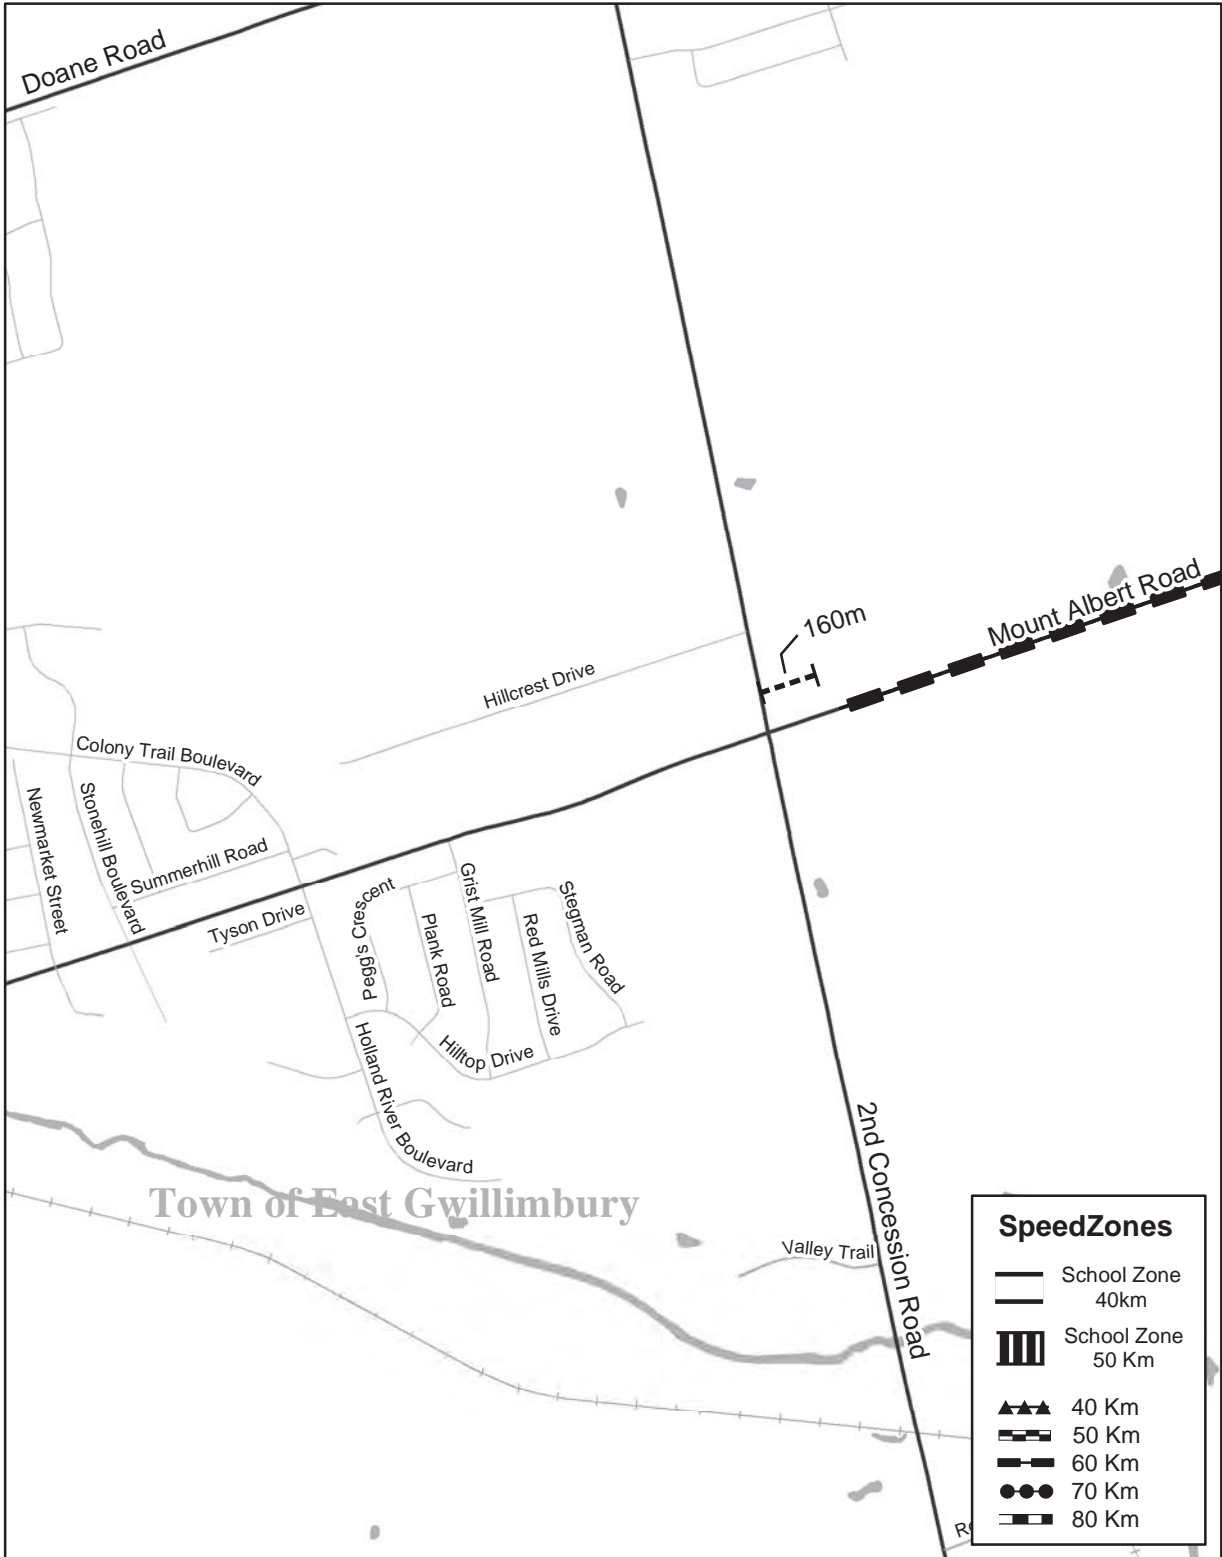 Doane Road
160m
Mount Albert Road
Hillcrest Drive
Colony Trail Boulevard
Newmarket Street
Stonehill Boulevard
Summerhill Road
Tyson Drive
Pegg's Crescent
Plank Road
Grist Mill Road
Red Mills Drive
Stegman Road
Hilltop Drive
Holland River Boulevard
2nd Concession Road
Town of East Gwillimbury
Valley Trail
SpeedZones
School Zone
40km
School Zone
50 Km
40 Km
50 Km
60 Km
70 Km
80 Km